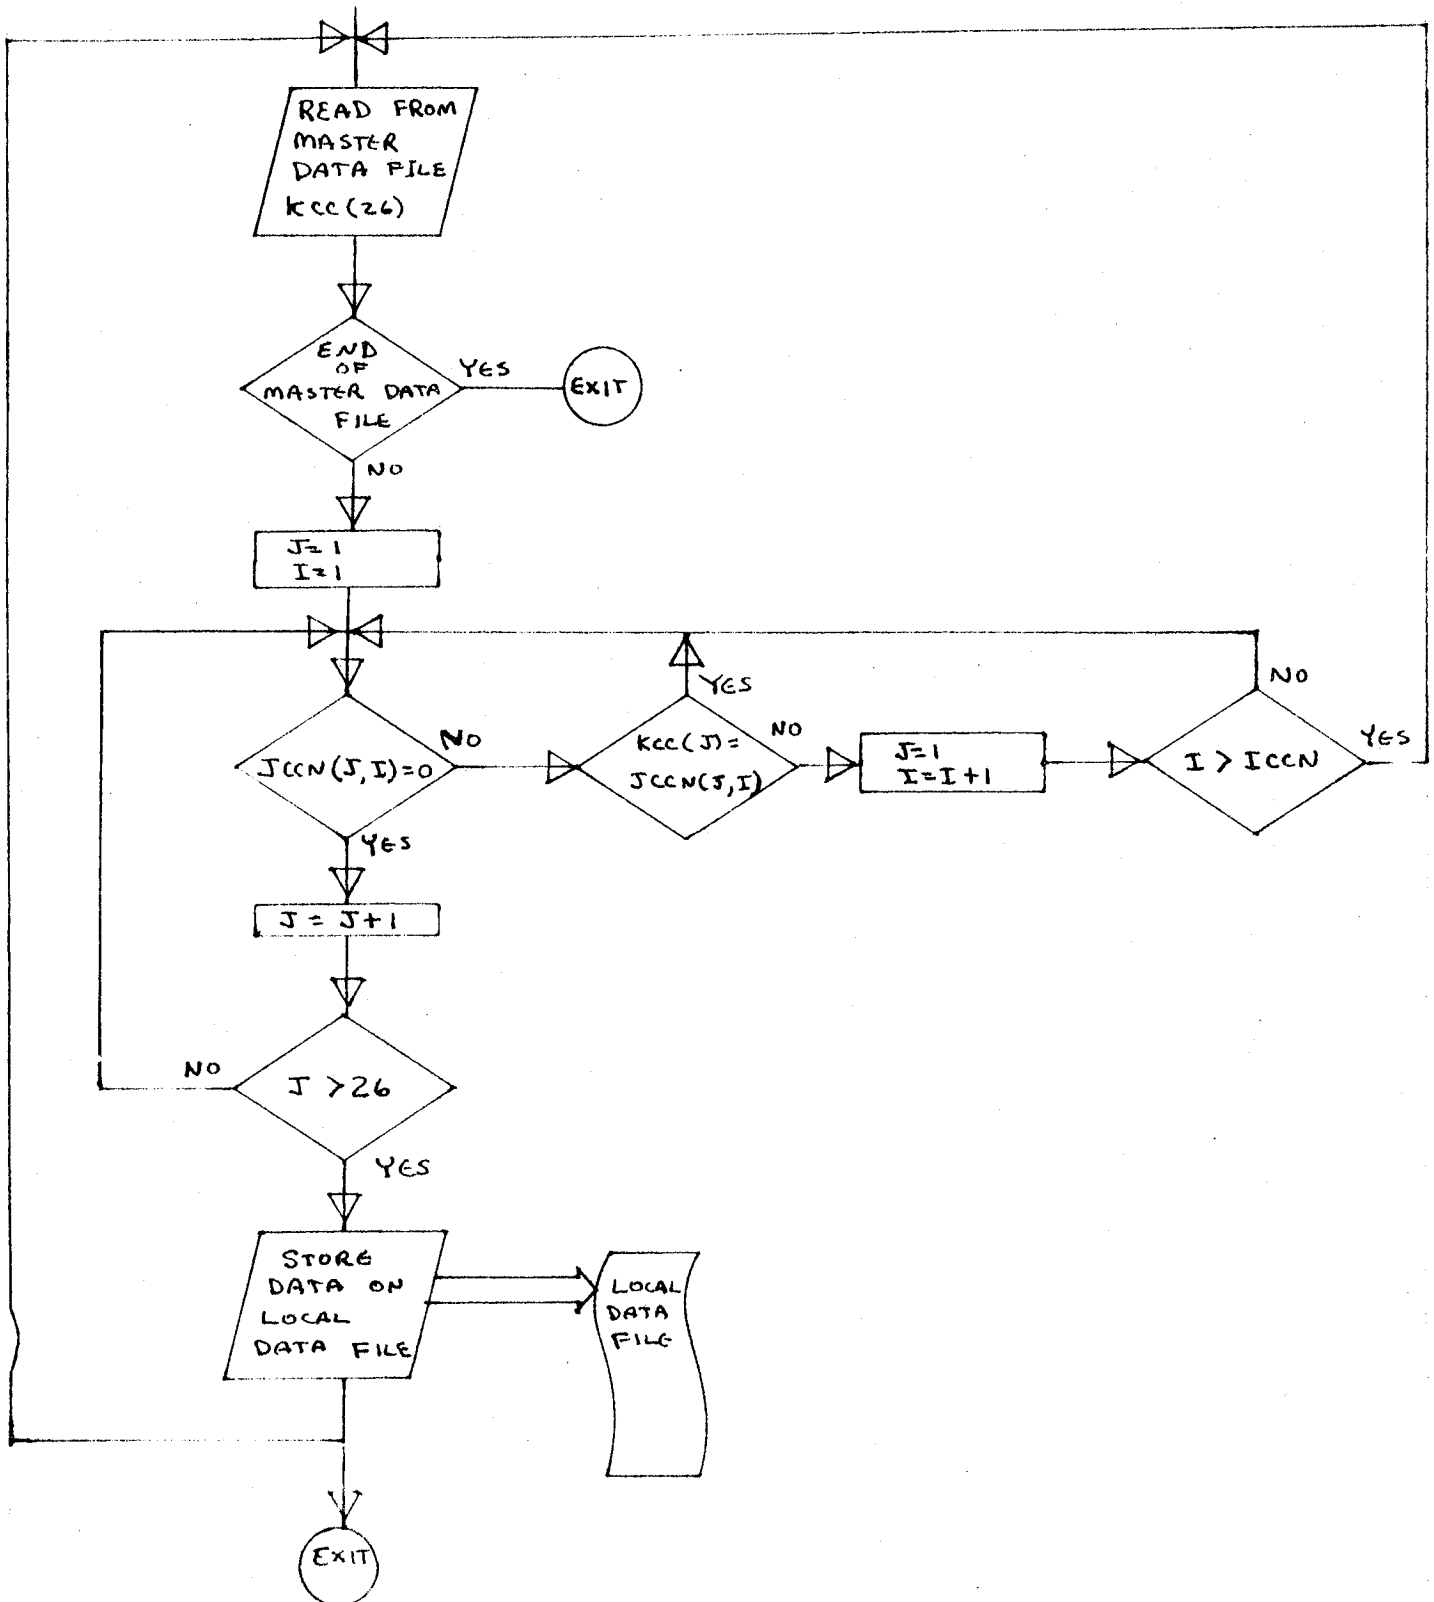 READ FROM
MASTER
DATA FILE
KCC(26)
END
OF
MASTER DATA
FILE
YES
EXIT
NO
J=1
I=1
JCCN(J,I)=0
NO
YES
KCC(J)=
JCCN(J,I)
YES
NO
J=1
I=I+1
I > ICCN
NO
YES
J = J+1
J >26
NO
YES
STORE
DATA ON
LOCAL
DATA FILE
LOCAL
DATA
FILE
EXIT